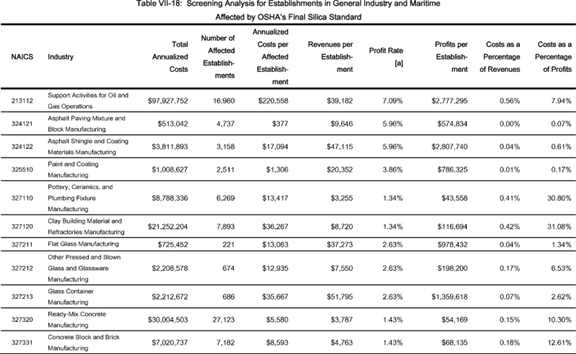 Table VII-18: Screening Analysis for Establishments in General Industry and Maritime
Affected by OSHA's Final Silica Standard
NAICS Industry Total Annualized Costs Number of Affected Establish-ments Annualized Costs per Affected Establish-ment Revenues per Establish-ment Profit Rate [a] Profits per Establish-ment Costs as a Percentage of Revenues Costs as a Percentage of Profits
213112 Support Activities for Oil and Gas Operations $97,927,752 16,960 $220,558 $39,182 7.09% $2,777,295 0.56% 7.94%
324121 Asphalt Paving Mixture and Block Manufacturing $513,042 4,737 $377 $9,646 5.96% $574,834 0.00% 0.07%
324122 Asphalt Shingle and Coating Materials Manufacturing $3,811,893 3,158 $17,094 $47,115 5.96% $2,807,740 0.04% 0.61%
325510 Paint and Coating Manufacturing $1,008,627 2,511 $1,306 $20,352 3.86% $786,325 0.01% 0.17%
327110 Pottery, Ceramics, and Plumbing Fixture Manufacturing $8,788,336 6,269 $13,417 $3,255 1.34% $43,558 0.41% 30.80%
327120 Clay Building Material and Refractories Manufacturing $21,252,204 7,893 $36,267 $8,720 1.34% $116,694 0.42% 31.08%
327211 Flat Glass Manufacturing $725,452 221 $13,063 $37,273 2.63% $978,432 0.04% 1.34%
327212 Other Pressed and Blown Glass and Glassware Manufacturing $2,208,578 674 $12,935 $7,550 2.63% $198,200 0.17% 6.53%
327213 Glass Container Manufacturing $2,212,672 686 $35,667 $51,795 2.63% $1,359,618 0.07% 2.62%
327320 Ready-Mix Concrete Manufacturing $30,004,503 27,123 $5,580 $3,787 1.43% $54,169 0.15% 10.30%
327331 Concrete Block and Brick Manufacturing $7,020,737 7,182 $8,593 $4,763 1.43% $68,135 0.18% 12.61%